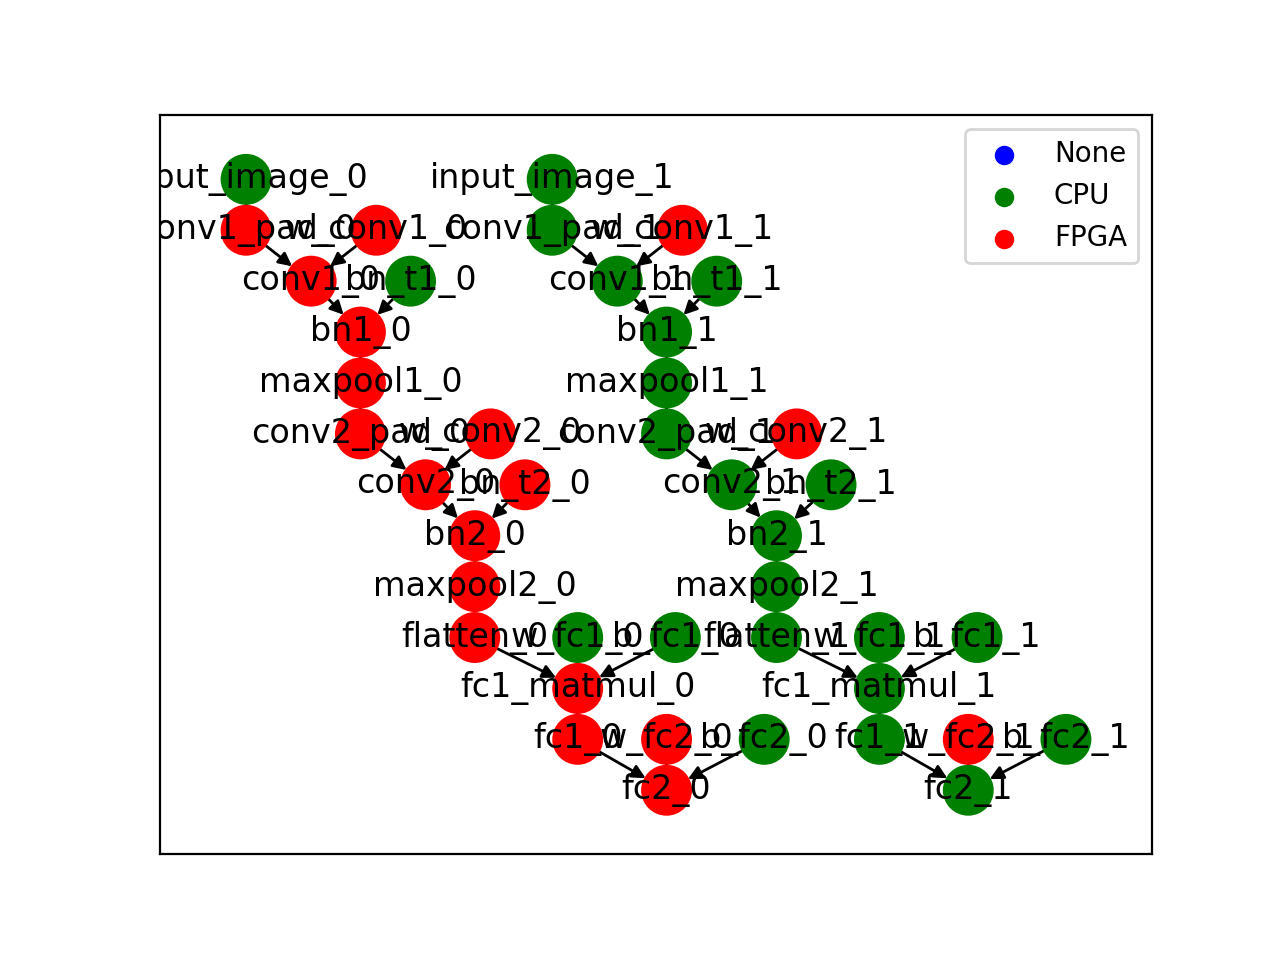 put_image_0 input_image_1
onv1_pad_0 w_conv1_0 conv1_pad_1 w_conv1_1
conv1_0 bn_t1_0 conv1_1 bn_t1_1
bn1_0 bn1_1
maxpool1_0 maxpool1_1
conv2_pad_0 w_conv2_0 conv2_pad_1 w_conv2_1
conv2_0 bn_t2_0 conv2_1 bn_t2_1
bn2_0 bn2_1
maxpool2_0 maxpool2_1
flatten_0 w_fc1_0 b_fc1_0 flatten_1 w_fc1_1 b_fc1_1
fc1_matmul_0 fc1_matmul_1
fc1_0 w_fc2_0 b_fc2_0 fc1_1 w_fc2_1 b_fc2_1
fc2_0 fc2_1
None
CPU
FPGA